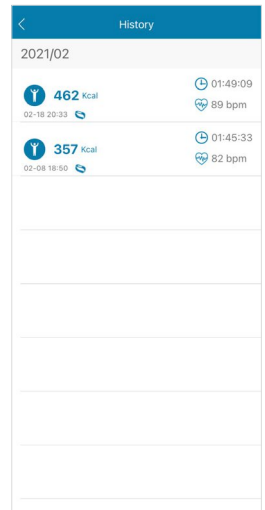 History
2021/02
462 Kcal
01:49:09
89 bpm
02-18 20:33
357 Kcal
01:45:33
82 bpm
02-08 18:50